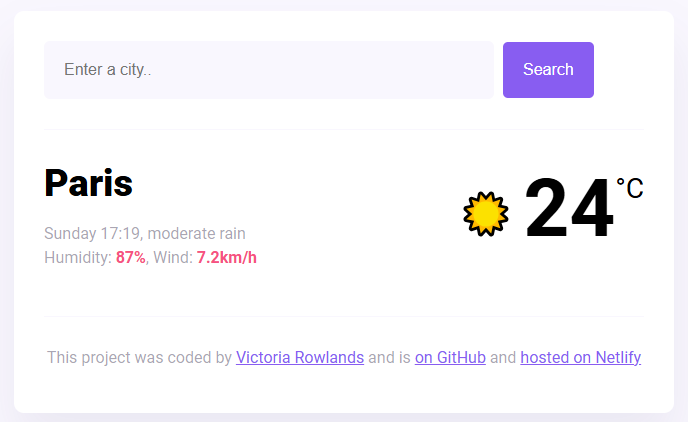 Enter a city..
Search
Paris
24°C
Sunday 17:19, moderate rain
Humidity: 87%, Wind: 7.2km/h
This project was coded by Victoria Rowlands and is on GitHub and hosted on Netlify